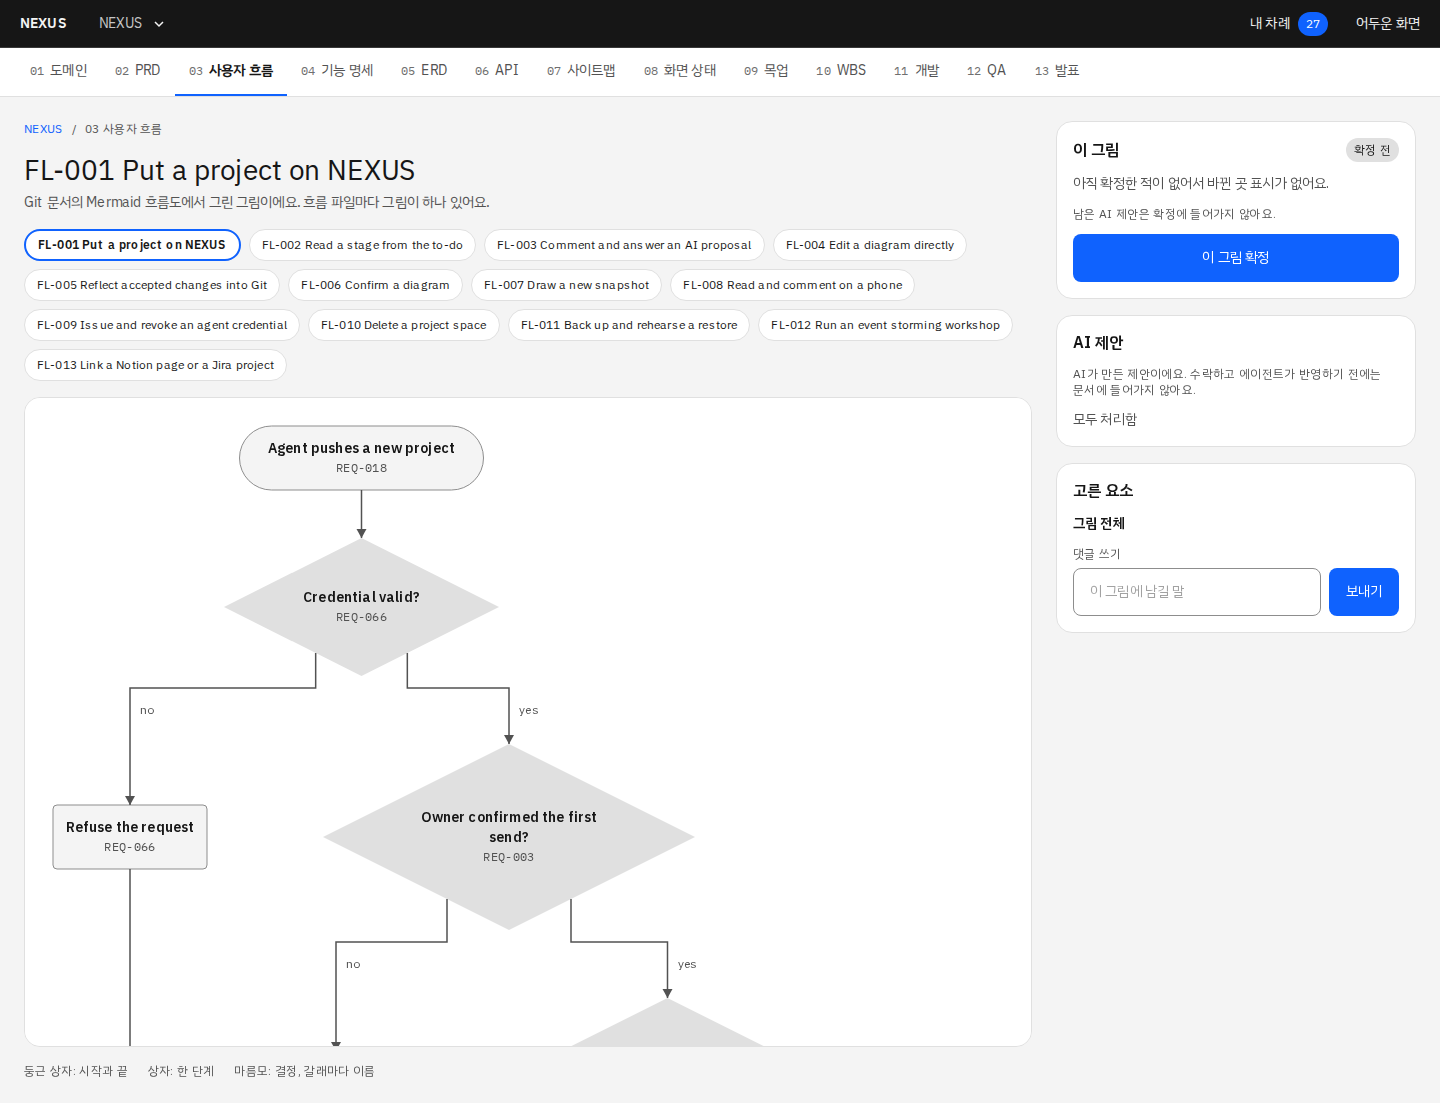 NEXUS NEXUS 내 차례 27 어두운 화면
01 도메인 02 PRD 03 사용자 흐름 04 기능 명세 05 ERD 06 API 07 사이트맵 08 화면 상태 09 목업 10 WBS 11 개발 12 QA 13 발표
NEXUS / 03 사용자 흐름
FL-001 Put a project on NEXUS
Git 문서의 Mermaid 흐름도에서 그린 그림이에요. 흐름 파일마다 그림이 하나 있어요.
FL-001 Put a project on NEXUS FL-002 Read a stage from the to-do FL-003 Comment and answer an AI proposal FL-004 Edit a diagram directly
FL-005 Reflect accepted changes into Git FL-006 Confirm a diagram FL-007 Draw a new snapshot FL-008 Read and comment on a phone
FL-009 Issue and revoke an agent credential FL-010 Delete a project space FL-011 Back up and rehearse a restore FL-012 Run an event storming workshop
FL-013 Link a Notion page or a Jira project
Agent pushes a new project
REQ-018
Credential valid?
REQ-066
no
yes
Refuse the request
REQ-066
Owner confirmed the first
send?
REQ-003
no
yes
둥근 상자: 시작과 끝 상자: 한 단계 마름모: 결정, 갈래마다 이름
이 그림 확정 전
아직 확정한 적이 없어서 바뀐 곳 표시가 없어요.
남은 AI 제안은 확정에 들어가지 않아요.
이 그림 확정
AI 제안
AI가 만든 제안이에요. 수락하고 에이전트가 반영하기 전에는
문서에 들어가지 않아요.
모두 처리함
고른 요소
그림 전체
댓글 쓰기
이 그림에 남길 말 보내기